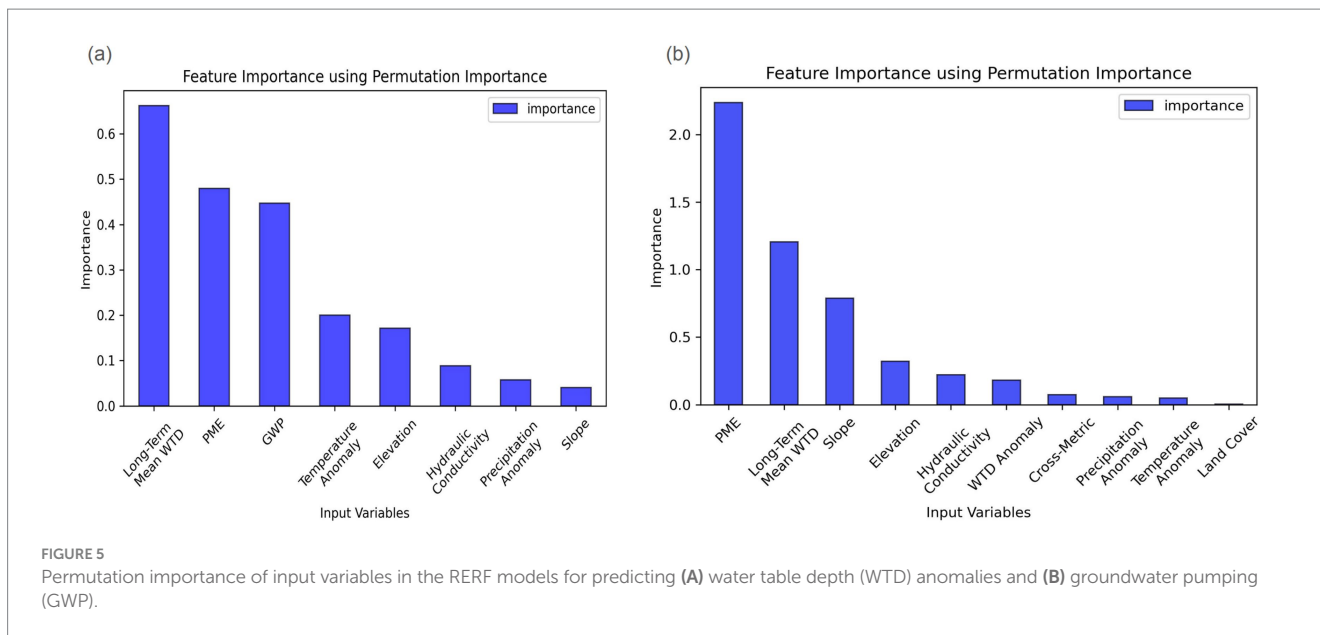 (a)
Feature Importance using Permutation Importance
importance
0.6
0.5
0.4
0.3
0.2
0.1
0.0
Importance
Long-Term
Mean WTD
PME
GWP
Temperature
Anomaly
Elevation
Hydraulic
Conductivity
Precipitation
Anomaly
Slope
Input Variables
(b)
Feature Importance using Permutation Importance
importance
2.0
1.5
1.0
0.5
0.0
Importance
PME
Long-Term
Mean WTD
Slope
Elevation
Hydraulic
Conductivity
WTD Anomaly
Cross-Metric
Precipitation
Anomaly
Temperature
Anomaly
Land Cover
Input Variables
FIGURE 5
Permutation importance of input variables in the RERF models for predicting (A) water table depth (WTD) anomalies and (B) groundwater pumping
(GWP).